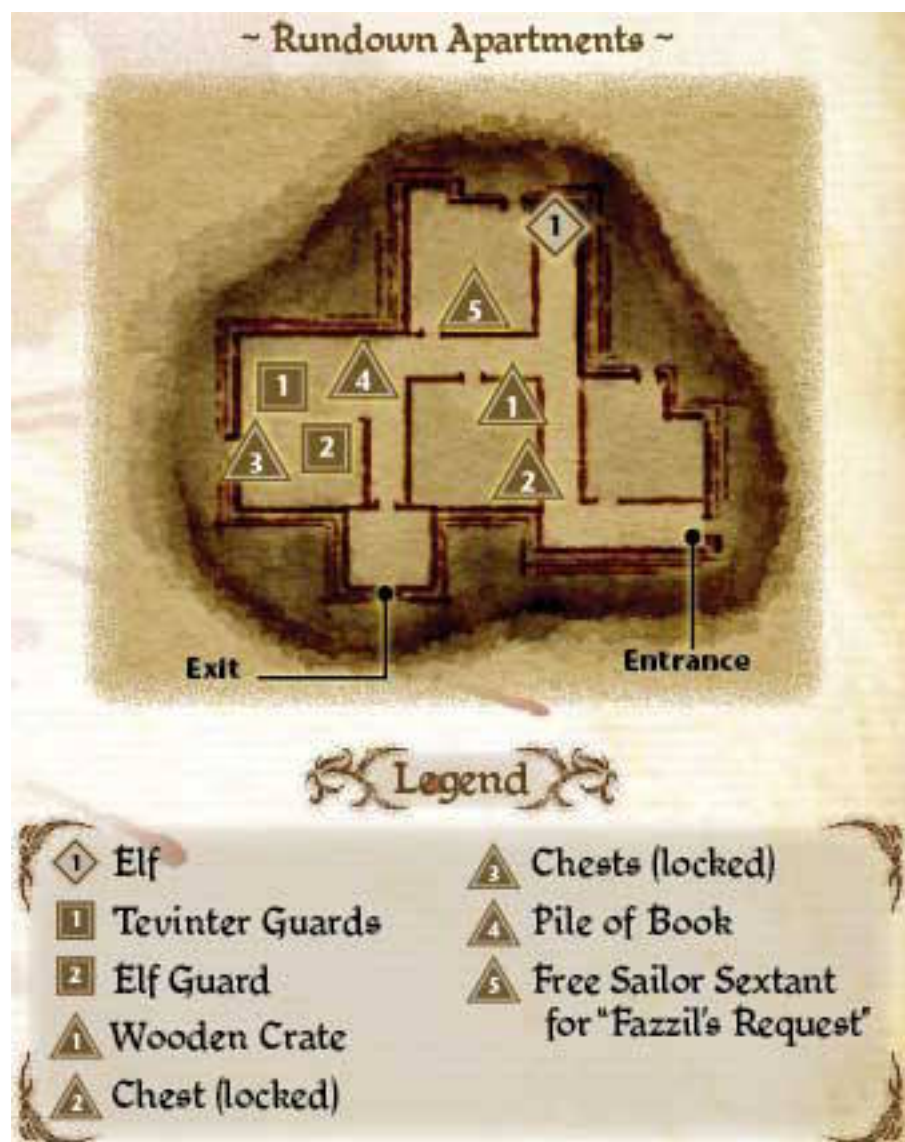 ~ Rundown Apartments ~
1
5
1
4
1
2
3
2
Exit
Entrance
Legend
1 Elf
1 Tevinter Guards
2 Elf Guard
1 Wooden Crate
2 Chest (locked)
3 Chests (locked)
4 Pile of Book
5 Free Sailor Sextant
for "Fazzil's Request"